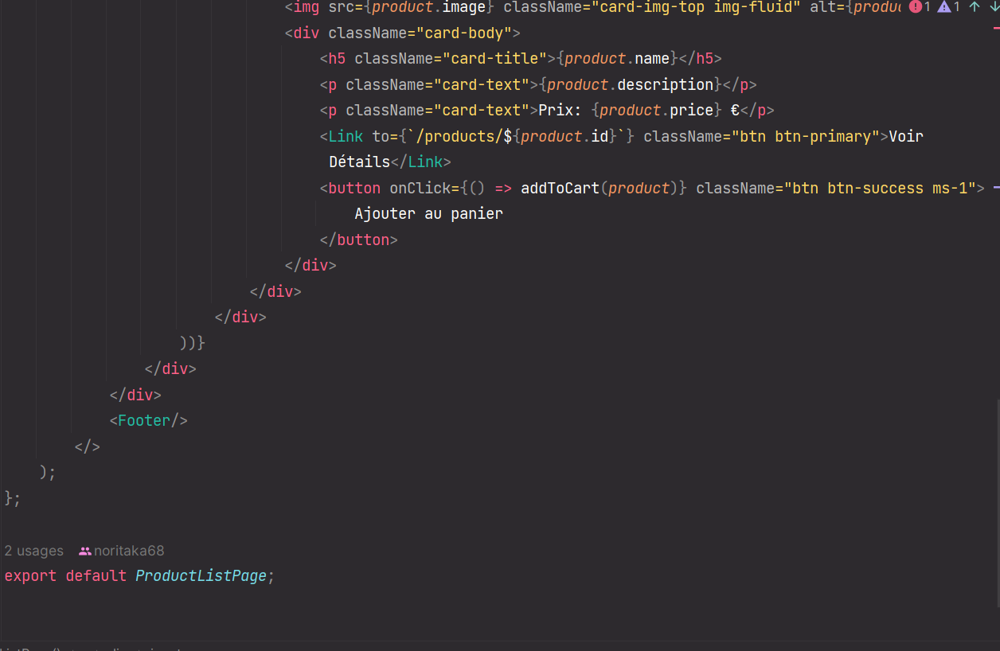 <img src={product.image} className="card-img-top img-fluid" alt={produ 1 1
<div className="card-body">
<h5 className="card-title">{product.name}</h5>
<p className="card-text">{product.description}</p>
<p className="card-text">Prix: {product.price} €</p>
<Link to={`/products/${product.id}`} className="btn btn-primary">Voir
Détails</Link>
<button onClick={() => addToCart(product)} className="btn btn-success ms-1">
Ajouter au panier
</button>
</div>
</div>
</div>
))}
</div>
</div>
<Footer/>
</>
);
};
2 usages noritaka68
export default ProductListPage;